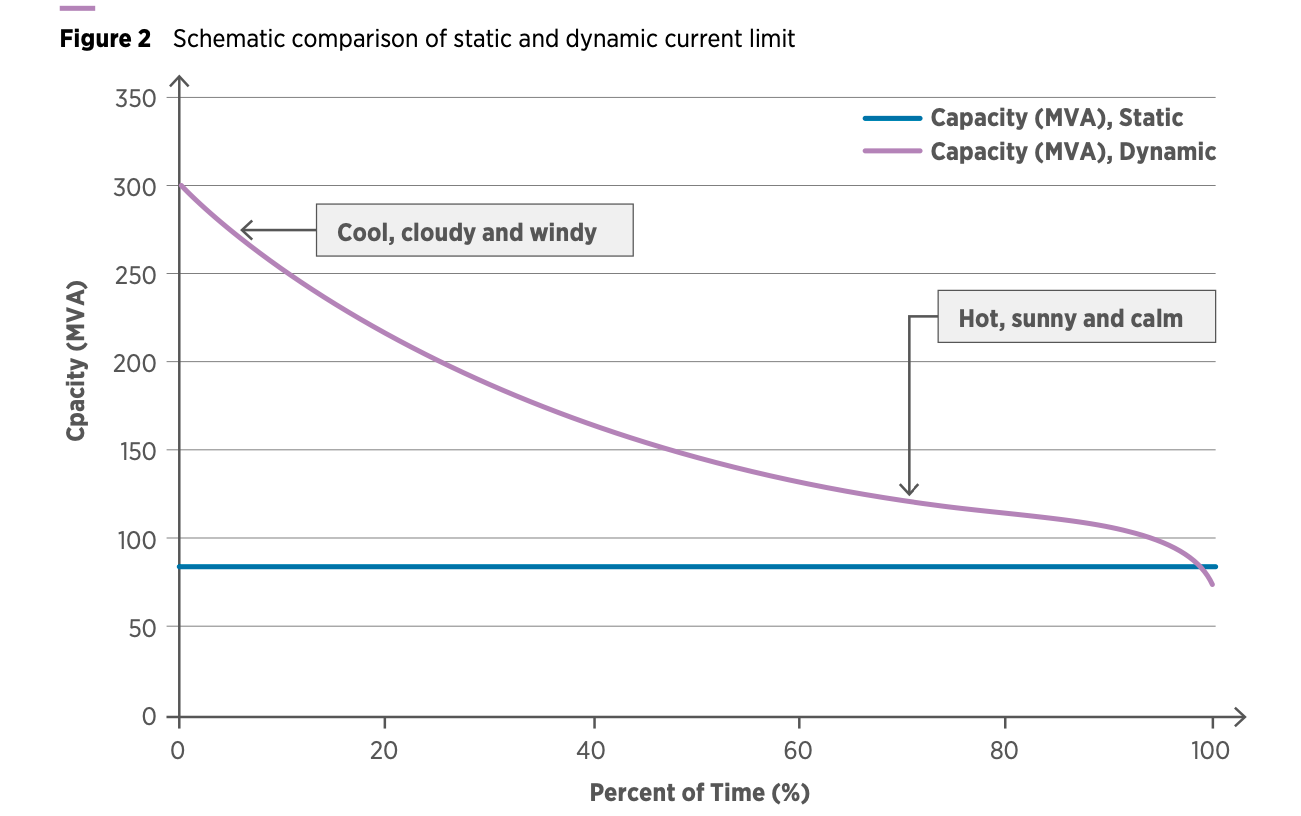 Figure 2 Schematic comparison of static and dynamic current limit
350
Capacity (MVA), Static
Capacity (MVA), Dynamic
300
Cool, cloudy and windy
250
Hot, sunny and calm
200
Cpacity (MVA)
150
100
50
0
0 20 40 60 80 100
Percent of Time (%)